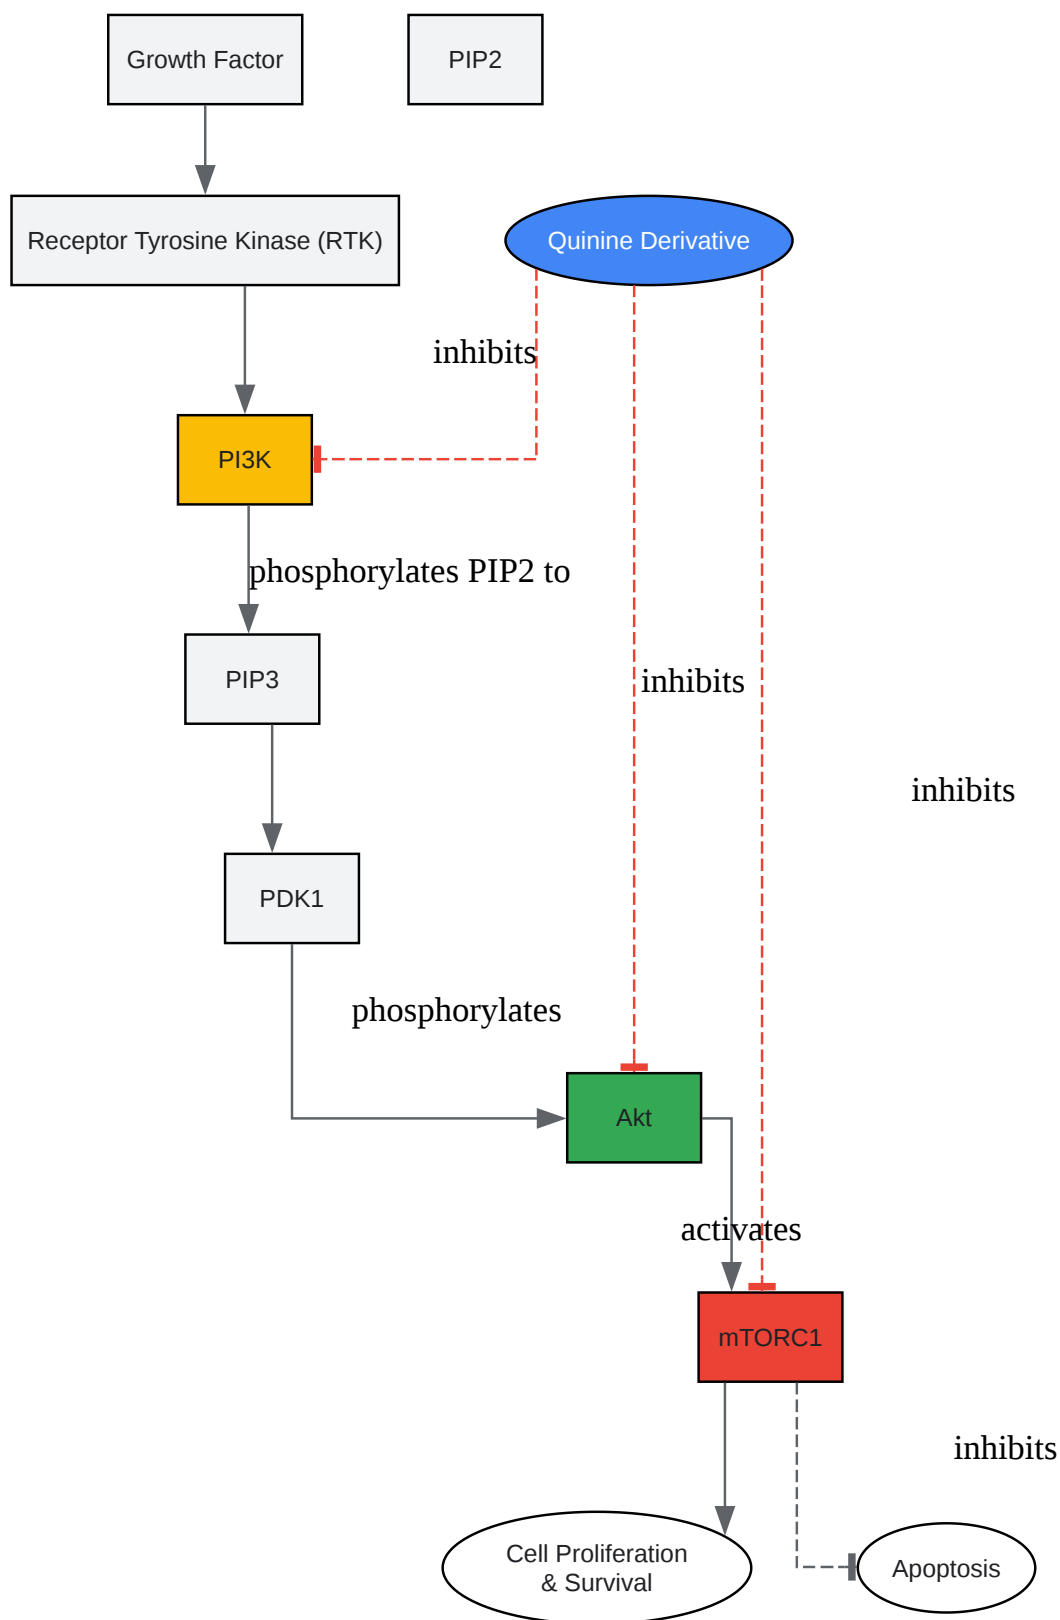 Growth Factor
PIP2
Receptor Tyrosine Kinase (RTK)
Quinine Derivative
inhibits
PI3K
phosphorylates PIP2 to
PIP3
inhibits
inhibits
PDK1
phosphorylates
Akt
activates
mTORC1
inhibits
Cell Proliferation
& Survival
Apoptosis